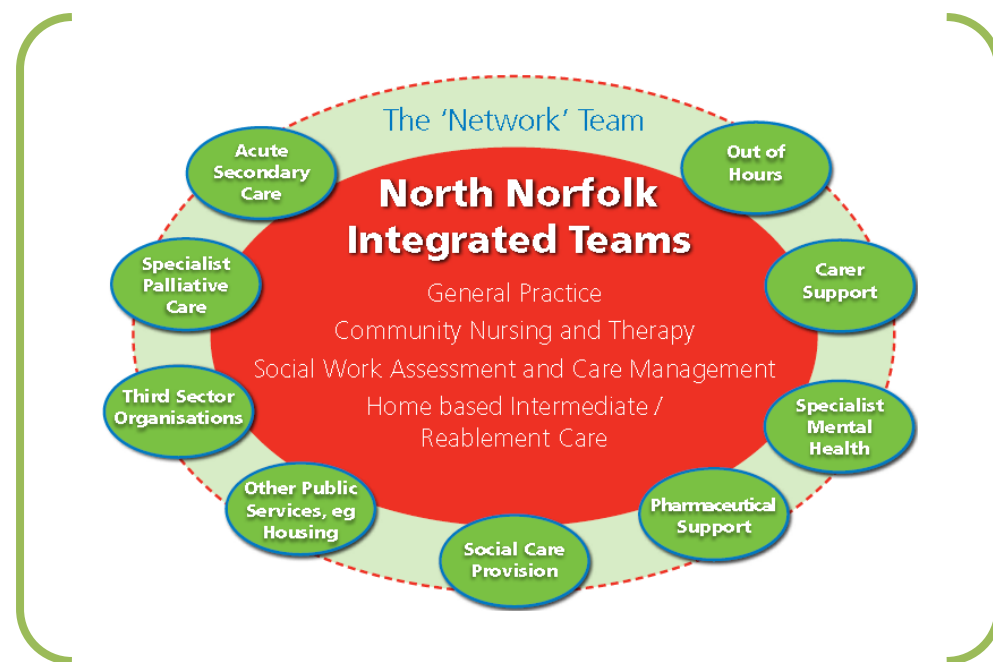 The 'Network' Team
North Norfolk
Integrated Teams
General Practice
Community Nursing and Therapy
Social Work Assessment and Care Management
Home based Intermediate /
Reablement Care
Acute
Secondary
Care
Specialist
Palliative
Care
Third Sector
Organisations
Other Public
Services, eg
Housing
Social Care
Provision
Pharmaceutical
Support
Specialist
Mental
Health
Carer
Support
Out of
Hours